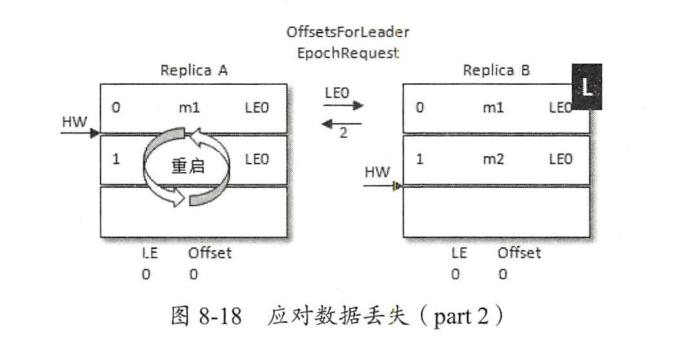 OffsetsForLeader
EpochRequest
Replica A
Replica B
L
LE0
2
0 m1 LE0
0 m1 LE0
HW
1 重启 LE0
1 m2 LE0
HW
LE Offset
0 0
LE Offset
0 0
图 8-18 应对数据丢失（part 2）